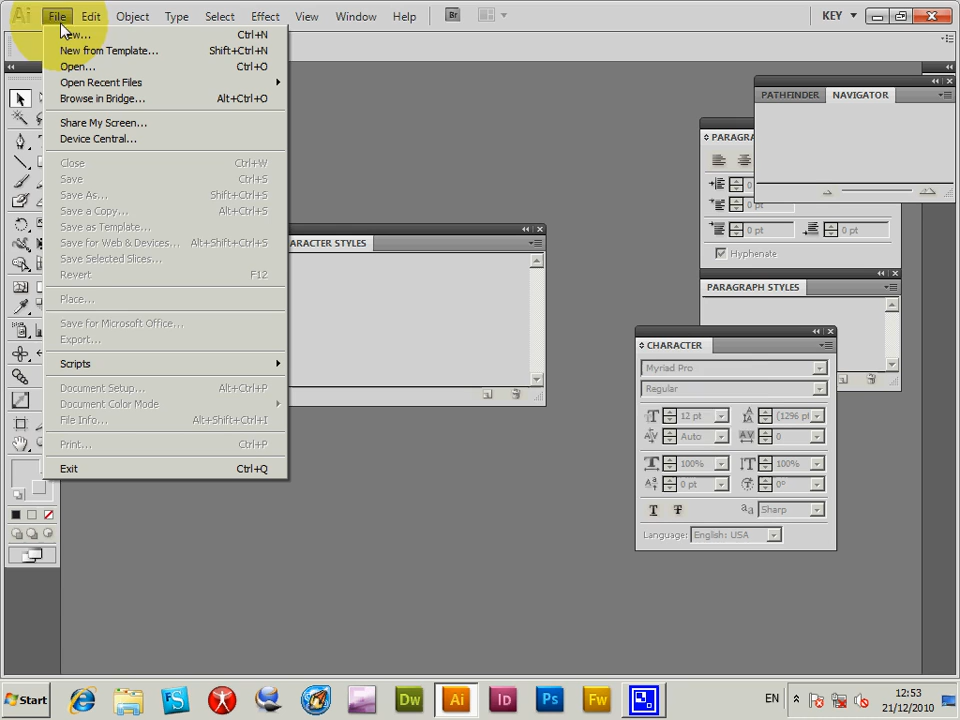 Ai File Edit Object Type Select Effect View Window Help Br KEY
New... Ctrl+N
New from Template... Shift+Ctrl+N
Open... Ctrl+O
Open Recent Files
Browse in Bridge... Alt+Ctrl+O
Share My Screen...
Device Central...
Close Ctrl+W
Save Ctrl+S
Save As... Shift+Ctrl+S
Save a Copy... Alt+Ctrl+S
Save as Template...
Save for Web & Devices... Alt+Shift+Ctrl+S
Save Selected Slices...
Revert F12
Place...
Save for Microsoft Office...
Export...
Scripts
Document Setup... Alt+Ctrl+P
Document Color Mode
File Info... Alt+Shift+Ctrl+I
Print... Ctrl+P
Exit Ctrl+Q
ARACTER STYLES
PATHFINDER NAVIGATOR
PARAGRA
0
0 pt
0 pt 0 pt
Hyphenate
PARAGRAPH STYLES
CHARACTER
Myriad Pro
Regular
12 pt (1296 pt
Auto 0
100% 100%
0 pt 0°
T T aa Sharp
Language: English: USA
Start FS Dw Ai Id Ps Fw EN 12:53
21/12/2010